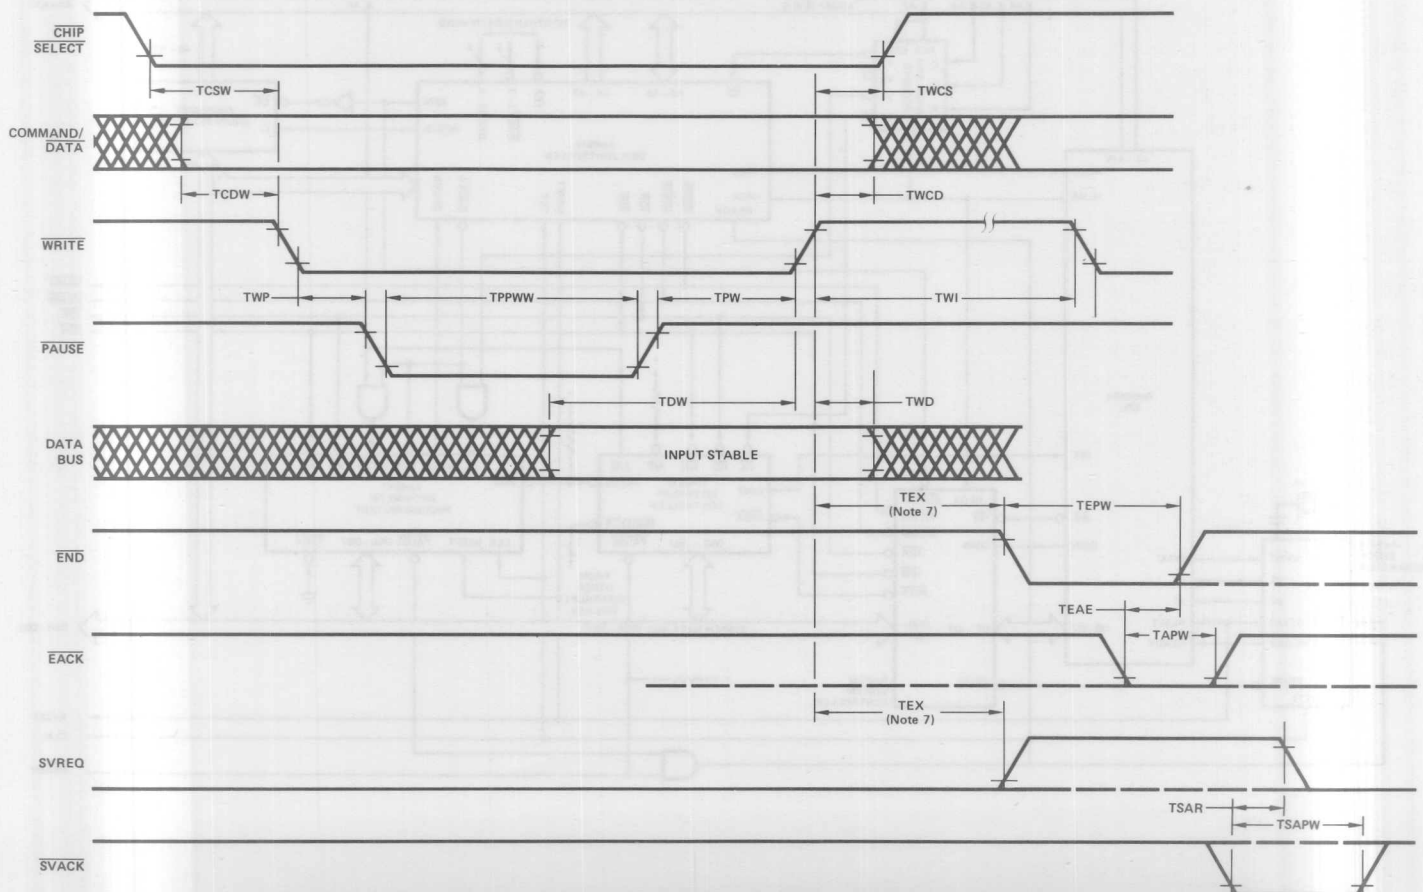 CHIP
SELECT
TCSW
TWCS
COMMAND/
DATA
TCDW
TWCD
WRITE
TWP
TPPWW
TPW
TWI
PAUSE
TDW
TWD
DATA
BUS
INPUT STABLE
TEX
(Note 7)
TEPW
END
TEAE
TAPW
EACK
TEX
(Note 7)
SVREQ
TSAR
TSAPW
SVACK